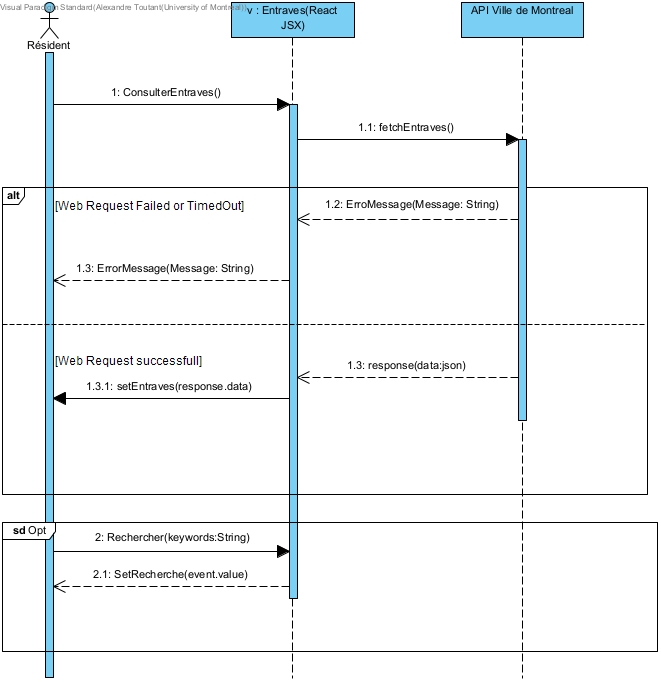 Visual Paradigm Standard(Alexandre Toutant(University of Montreal))
Résident
v : Entraves(React
JSX)
API Ville de Montreal
1: ConsulterEntraves()
1.1: fetchEntraves()
alt
[Web Request Failed or TimedOut]
1.2: ErroMessage(Message: String)
1.3: ErrorMessage(Message: String)
[Web Request successfull]
1.3: response(data:json)
1.3.1: setEntraves(response.data)
sd Opt
2: Rechercher(keywords:String)
2.1: SetRecherche(event.value)